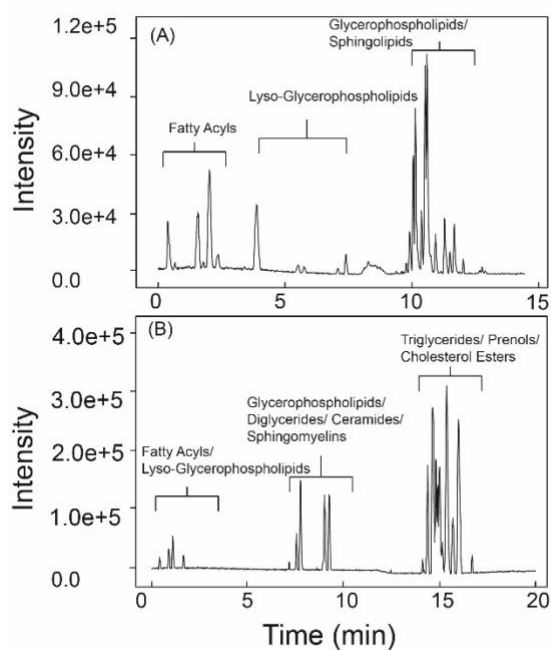 (A)
Glycerophospholipids/
Sphingolipids
Lyso-Glycerophospholipids
Fatty Acyls
Intensity
1.2e+5
9.0e+4
6.0e+4
3.0e+4
0.0
0 5 10 15
(B)
Triglycerides/ Prenols/
Cholesterol Esters
Glycerophospholipids/
Diglycerides/ Ceramides/
Sphingomyelins
Fatty Acyls/
Lyso-Glycerophospholipids
Intensity
4.0e+5
3.0e+5
2.0e+5
1.0e+5
0.0
0 5 10 15 20
Time (min)